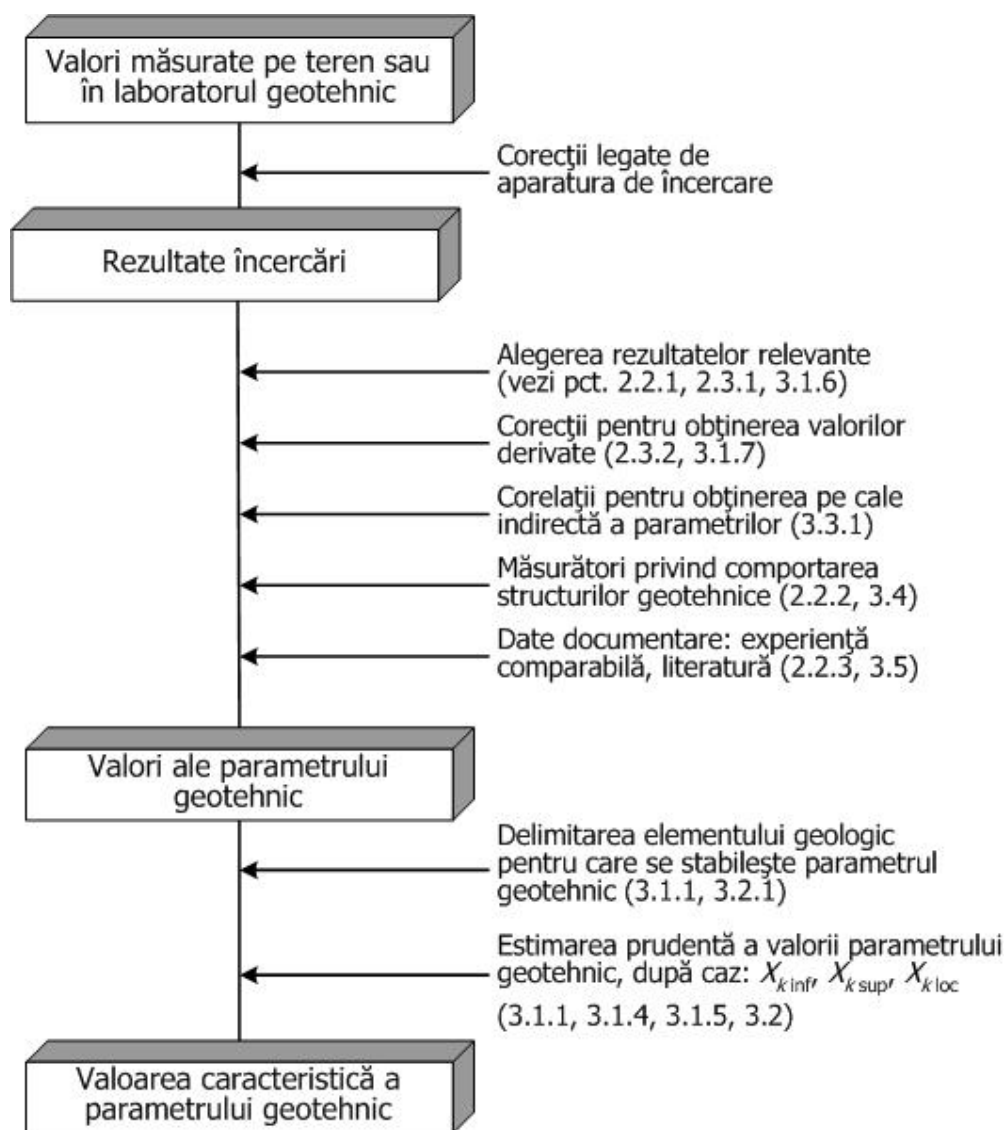 Valori măsurate pe teren sau
în laboratorul geotehnic
Corecţii legate de
aparatura de încercare
Rezultate încercări
Alegerea rezultatelor relevante
(vezi pct. 2.2.1, 2.3.1, 3.1.6)
Corecţii pentru obţinerea valorilor
derivate (2.3.2, 3.1.7)
Corelaţii pentru obţinerea pe cale
indirectă a parametrilor (3.3.1)
Măsurători privind comportarea
structurilor geotehnice (2.2.2, 3.4)
Date documentare: experienţă
comparabilă, literatură (2.2.3, 3.5)
Valori ale parametrului
geotehnic
Delimitarea elementului geologic
pentru care se stabileşte parametrul
geotehnic (3.1.1, 3.2.1)
Estimarea prudentă a valorii parametrului
geotehnic, după caz: X k inf, X k sup, X k loc
(3.1.1, 3.1.4, 3.1.5, 3.2)
Valoarea caracteristică a
parametrului geotehnic